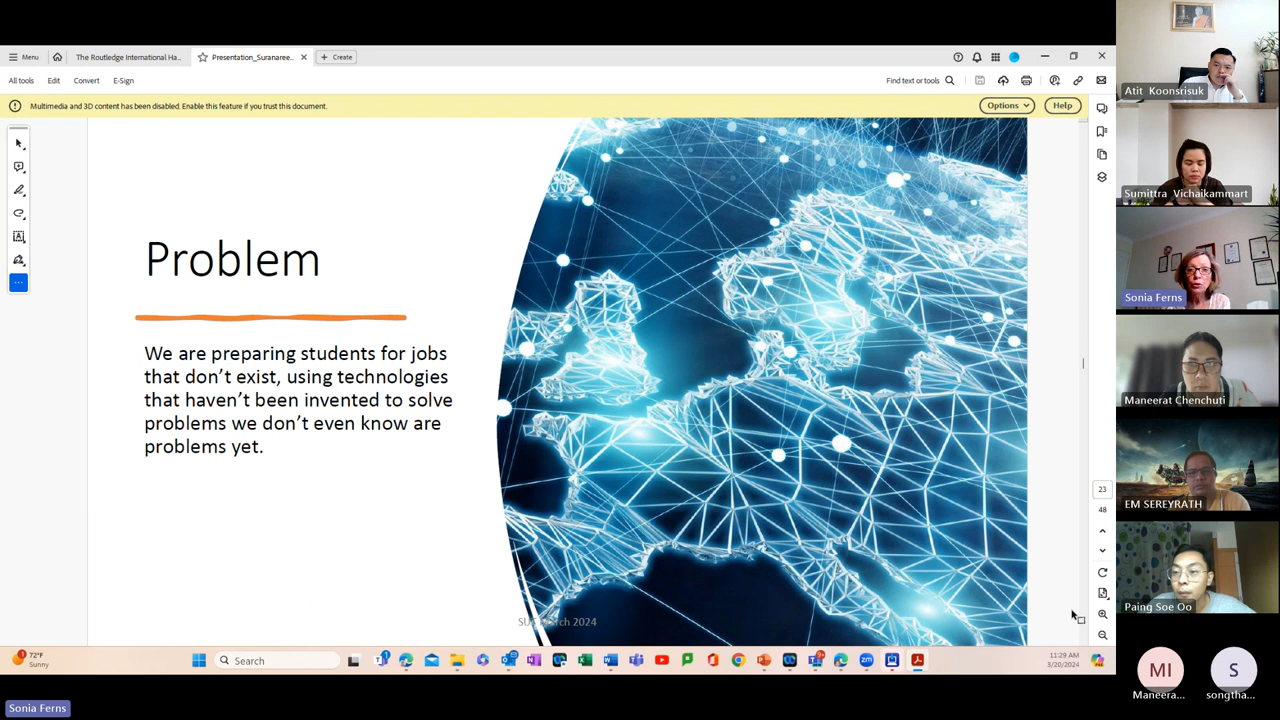 Menu
The Routledge International Ha...
Presentation_Suranaree...
Create
All tools
Edit
Convert
E-Sign
Find text or tools
Multimedia and 3D content has been disabled. Enable this feature if you trust this document.
Options
Help
Problem
We are preparing students for jobs
that don't exist, using technologies
that haven't been invented to solve
problems we don't even know are
problems yet.
March 2024
23
48
72°F
Sunny
Search
11:29 AM
3/20/2024
Sonia Ferns
Atit Koonsrisuk
Sumittra Vichaikammart
Sonia Ferns
Maneerat Chenchuti
EM SEREYRATH
Paing Soe Oo
MI
Maneera...
S
songtha...